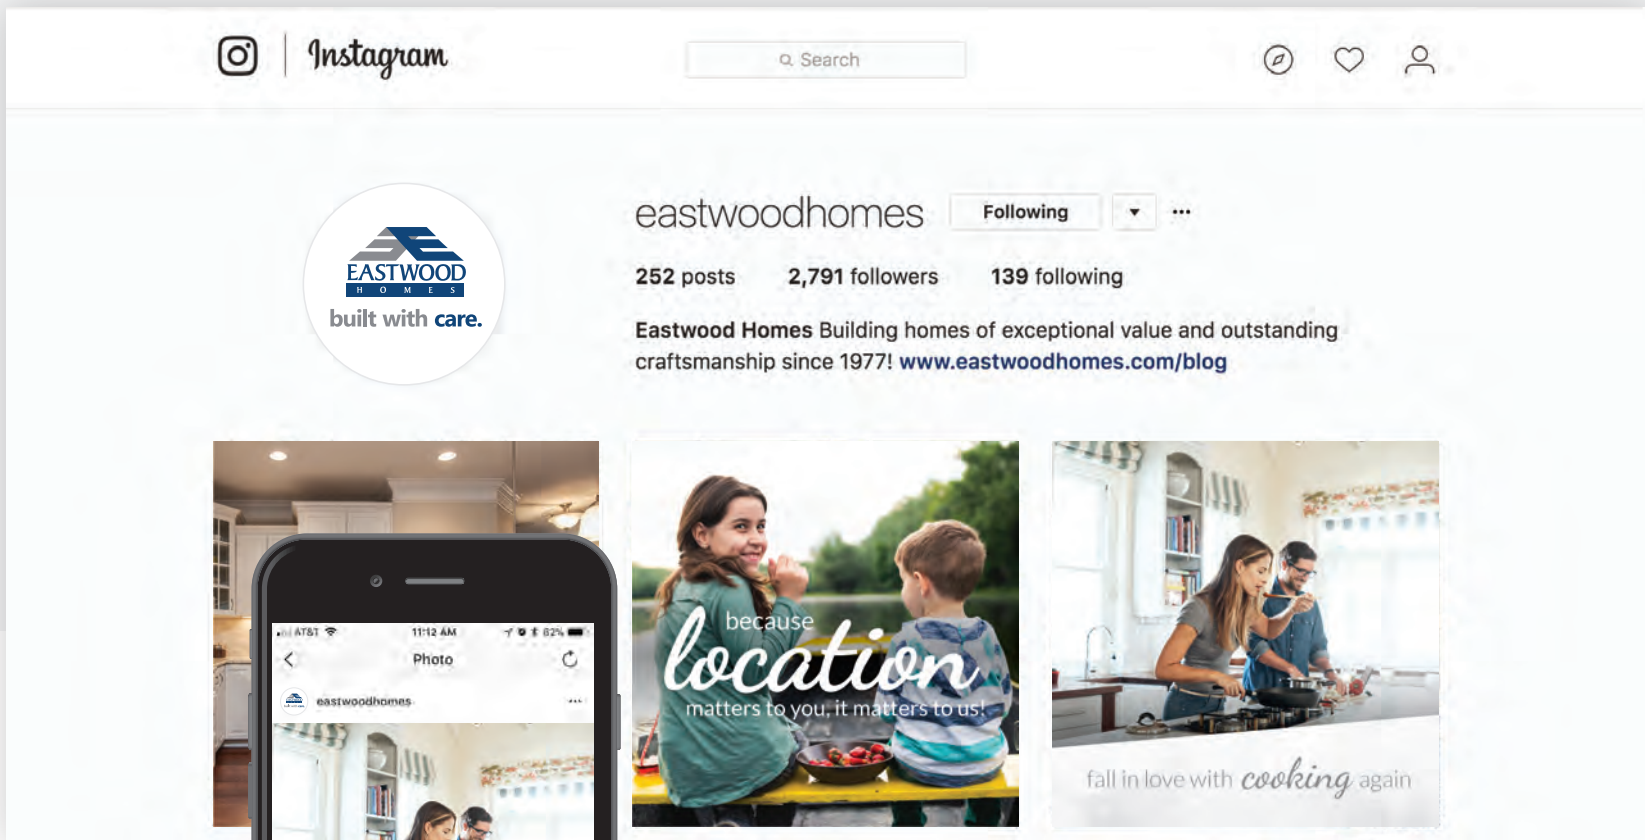 Instagram
Search
eastwoodhomes Following
252 posts 2,791 followers 139 following
Eastwood Homes Building homes of exceptional value and outstanding
craftsmanship since 1977! www.eastwoodhomes.com/blog
EASTWOOD
HOMES
built with care.
AT&T 11:12 AM 82%
Photo
eastwoodhomes
because
location
matters to you, it matters to us!
fall in love with cooking again